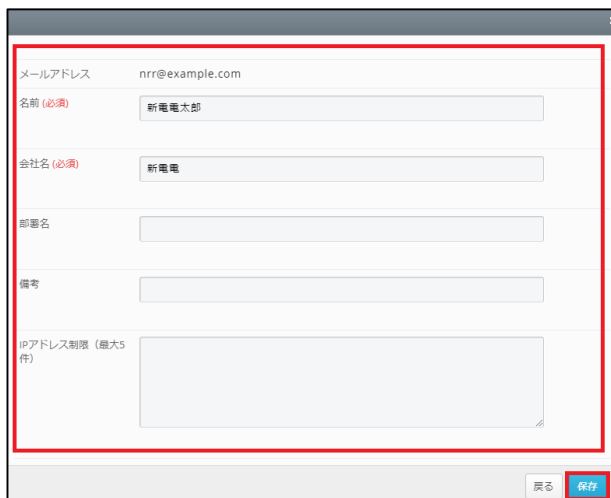 メールアドレス nrr@example.com
名前 (必須) 新電電太郎
会社名 (必須) 新電電
部署名
備考
IPアドレス制限（最大5
件）
戻る 保存